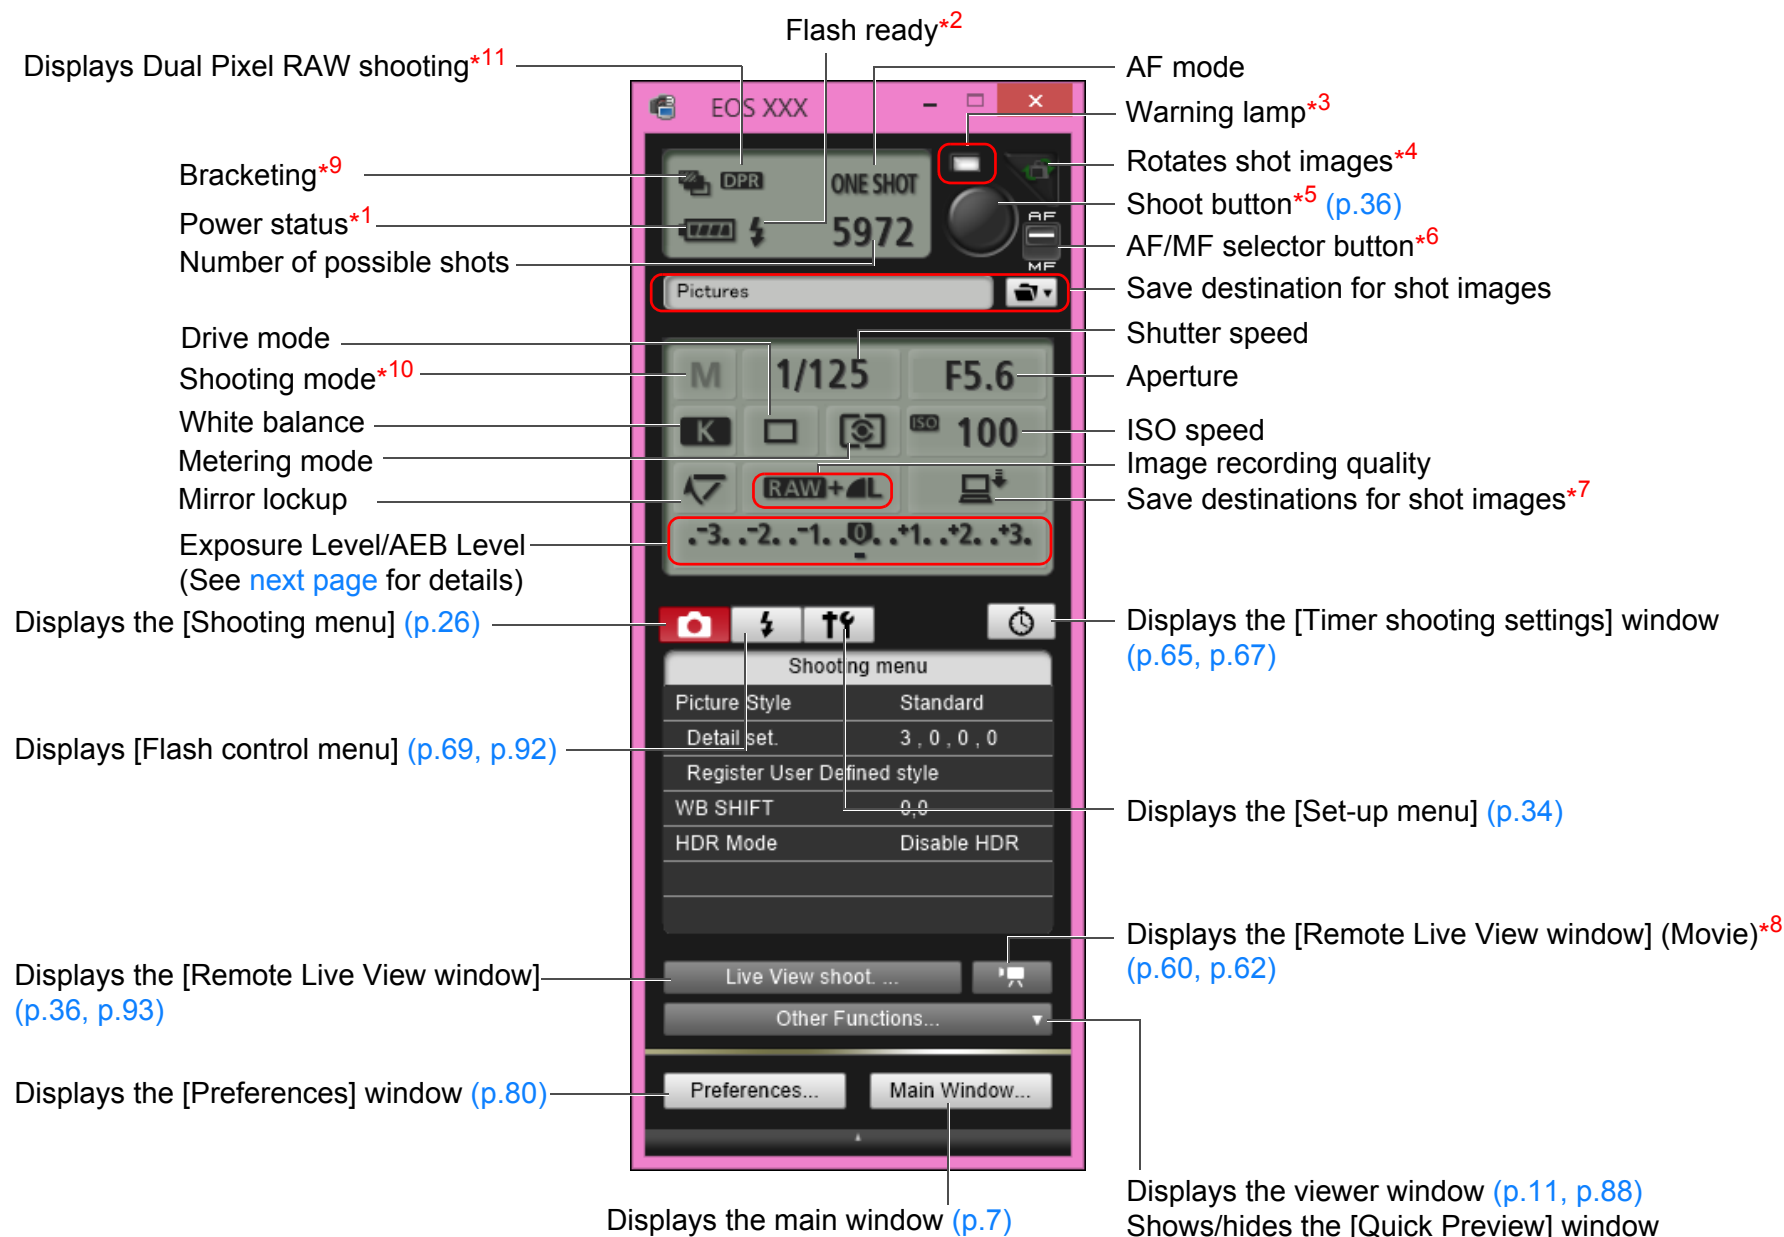 Flash ready*2
Displays Dual Pixel RAW shooting*11
AF mode
EOS XXX
Warning lamp*3
Bracketing*9
DPR
ONE SHOT
Rotates shot images*4
Shoot button*5 (p.36)
Power status*1
5972
AF
AF/MF selector button*6
Number of possible shots
MF
Pictures
Save destination for shot images
Drive mode
Shutter speed
Shooting mode*10
M
1/125
F5.6
Aperture
White balance
K
ISO
100
ISO speed
Metering mode
Image recording quality
Mirror lockup
RAW+L
Save destinations for shot images*7
Exposure Level/AEB Level
(See next page for details)
.-3. .-2. .-1. .0. .+1. .+2. .+3.
Displays the [Shooting menu] (p.26)
Displays the [Timer shooting settings] window
(p.65, p.67)
Shooting menu
Picture Style Standard
Detail set. 3 , 0 , 0 , 0
Displays [Flash control menu] (p.69, p.92)
Register User Defined style
WB SHIFT 0,0
Displays the [Set-up menu] (p.34)
HDR Mode Disable HDR
Displays the [Remote Live View window] (Movie)*8
(p.60, p.62)
Displays the [Remote Live View window]
(p.36, p.93)
Live View shoot. ...
Other Functions...
Displays the [Preferences] window (p.80)
Preferences...
Main Window...
Displays the viewer window (p.11, p.88)
Displays the main window (p.7)
Shows/hides the [Quick Preview] window